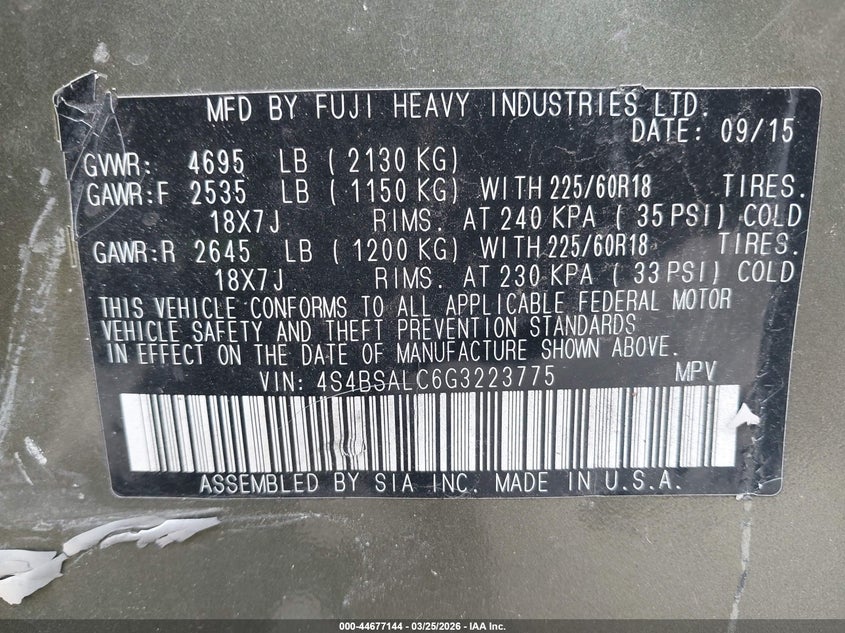 MFD BY FUJI HEAVY INDUSTRIES LTD.
DATE: 09/15
GVWR: 4695 LB ( 2130 KG)
GAWR:F 2535 LB ( 1150 KG) WITH 225/60R18 TIRES.
18X7J RIMS. AT 240 KPA ( 35 PSI) COLD
GAWR:R 2645 LB ( 1200 KG) WITH 225/60R18 TIRES.
18X7J RIMS. AT 230 KPA ( 33 PSI) COLD
THIS VEHICLE CONFORMS TO ALL APPLICABLE FEDERAL MOTOR
VEHICLE SAFETY AND THEFT PREVENTION STANDARDS
IN EFFECT ON THE DATE OF MANUFACTURE SHOWN ABOVE.
VIN: 4S4BSALC6G3223775 MPV
ASSEMBLED BY SIA INC. MADE IN U.S.A.
000-44677144 | 03/25/2026 - IAA Inc.